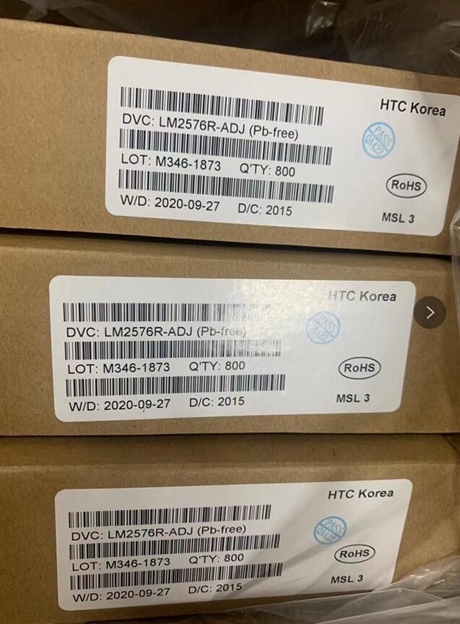 HTC Korea
DVC: LM2576R-ADJ (Pb-free)
PASS
LOT: M346-1873 Q'TY: 800
RoHS
W/D: 2020-09-27 D/C: 2015
MSL 3
HTC Korea
DVC: LM2576R-ADJ (Pb-free)
PASS
LOT: M346-1873 Q'TY: 800
RoHS
W/D: 2020-09-27 D/C: 2015
MSL 3
HTC Korea
DVC: LM2576R-ADJ (Pb-free)
PASS
LOT: M346-1873 Q'TY: 800
RoHS
W/D: 2020-09-27 D/C: 2015
MSL 3